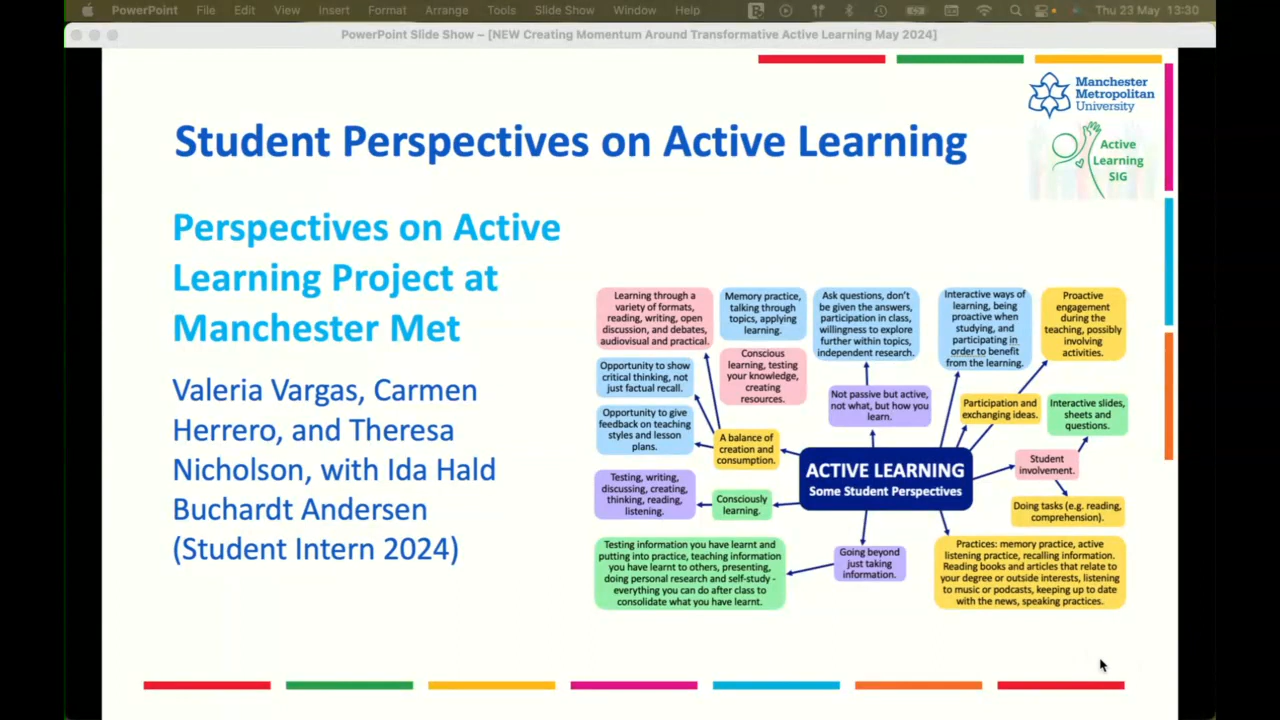 PowerPoint File Edit View Insert Format Arrange Tools Slide Show Window Help Thu 23 May 13:30
PowerPoint Slide Show – [NEW Creating Momentum Around Transformative Active Learning May 2024]
Manchester
Metropolitan
University
Active
Learning
SIG
Student Perspectives on Active Learning
Perspectives on Active
Learning Project at
Manchester Met
Valeria Vargas, Carmen
Herrero, and Theresa
Nicholson, with Ida Hald
Buchardt Andersen
(Student Intern 2024)
Learning through a
variety of formats,
reading, writing, open
discussion, and debates,
audiovisual and practical.
Memory practice,
talking through
topics, applying
learning.
Ask questions, don't
be given the answers,
participation in class,
willingness to explore
further within topics,
independent research.
Interactive ways of
learning, being
proactive when
studying, and
participating in
order to benefit
from the learning.
Proactive
engagement
during the
teaching, possibly
involving
activities.
Conscious
learning, testing
your knowledge,
creating
resources.
Opportunity to show
critical thinking, not
just factual recall.
Not passive but active,
not what, but how you
learn.
Participation and
exchanging ideas.
Interactive slides,
sheets and
questions.
Opportunity to give
feedback on teaching
styles and lesson
plans.
A balance of
creation and
consumption.
ACTIVE LEARNING
Some Student Perspectives
Student
involvement.
Testing, writing,
discussing, creating,
thinking, reading,
listening.
Consciously
learning.
Doing tasks (e.g. reading,
comprehension).
Testing information you have learnt and
putting into practice, teaching information
you have learnt to others, presenting,
doing personal research and self-study -
everything you can do after class to
consolidate what you have learnt.
Going beyond
just taking
information.
Practices: memory practice, active
listening practice, recalling information.
Reading books and articles that relate to
your degree or outside interests, listening
to music or podcasts, keeping up to date
with the news, speaking practices.